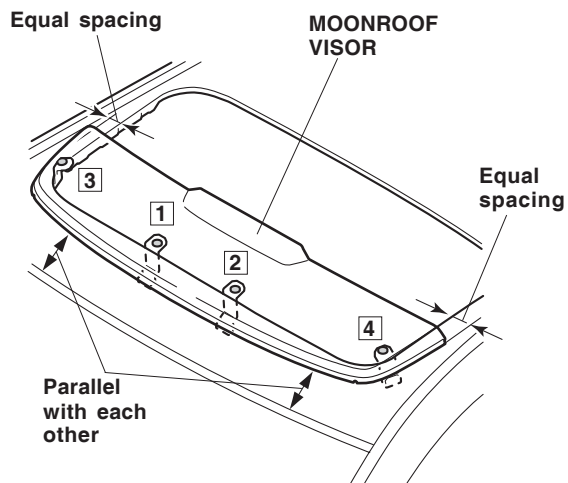 Equal spacing
MOONROOF
VISOR
3
Equal
spacing
1
2
4
Parallel
with each
other